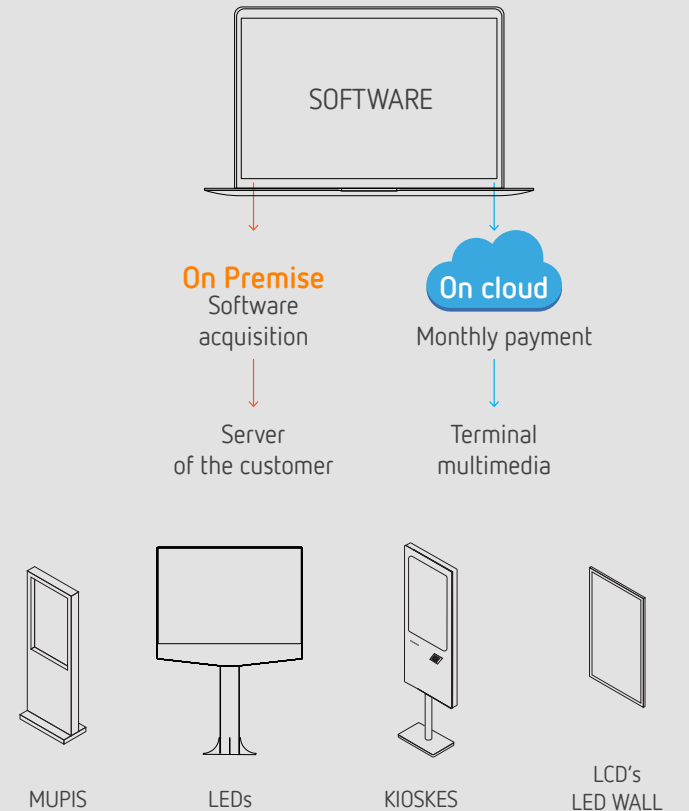 SOFTWARE
On Premise
Software
acquisition
On cloud
Monthly payment
Server
of the customer
Terminal
multimedia
MUPIS
LEDs
KIOSKES
LCD's
LED WALL